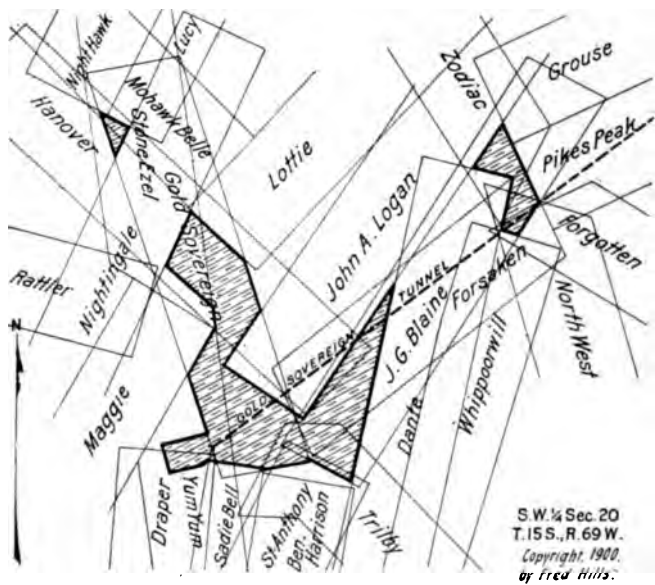 Night Hawk
Lucy
Hanover
Mohawk Belle
Stone Ezel
Lottie
Zodiac
Grouse
Pikes Peak
Gold Sovereign
John A. Logan
Forgotten
Rattler
Nightingale
GOLD SOVEREIGN TUNNEL
J.G. Blaine
Forsaken
North West
N
Maggie
Dante
Whippoorwill
Draper
Yum Yum
Sadie Bell
St. Anthony
Ben. Harrison
Trilby
S.W.¼ Sec. 20
T.15 S., R.69 W.
Copyright, 1900,
by Fred Hills.